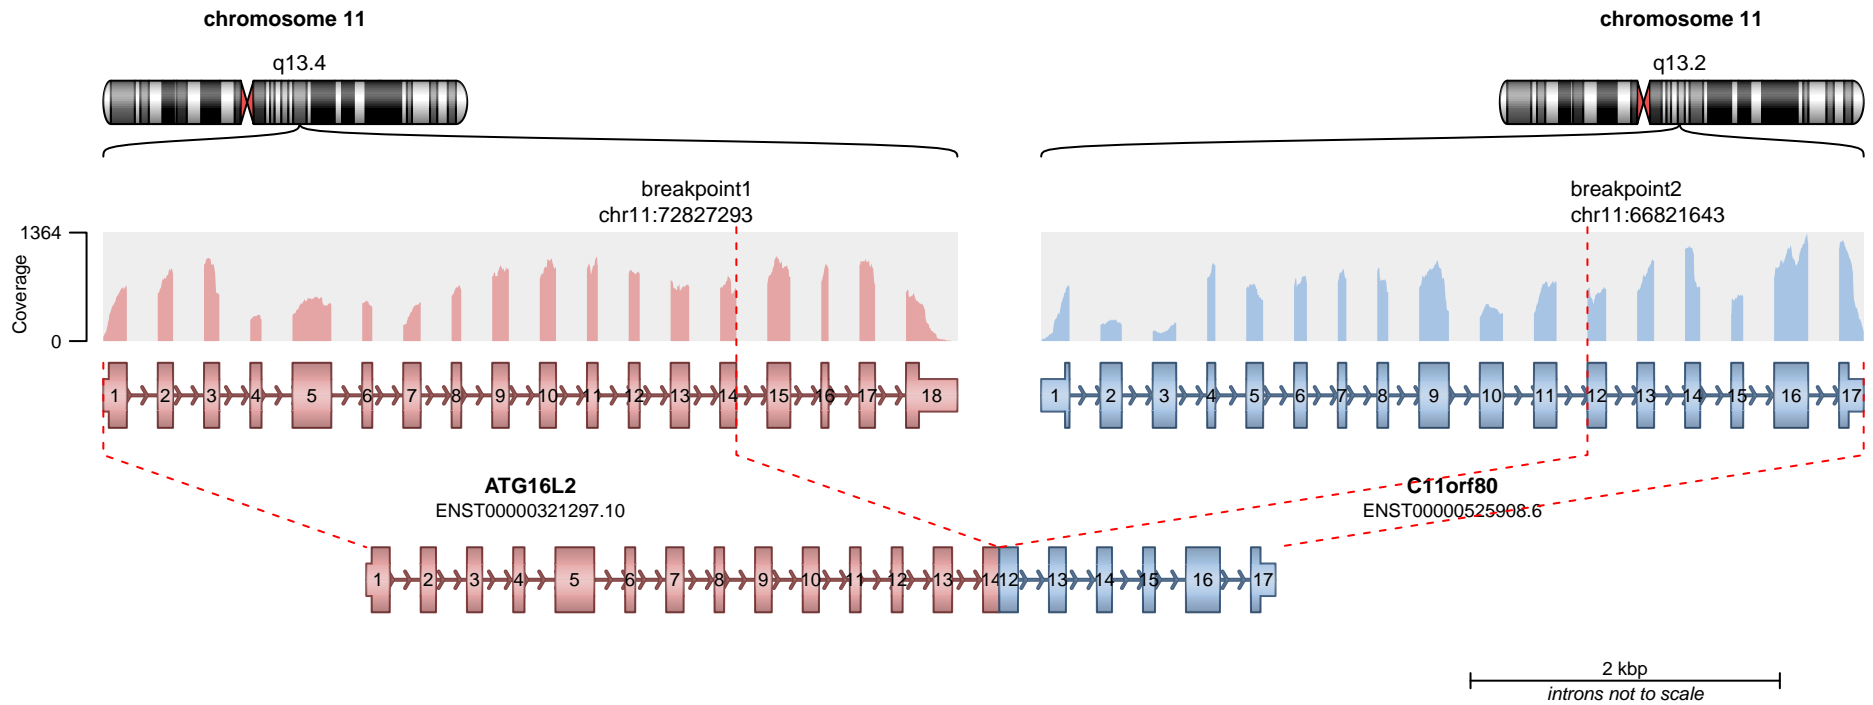 chromosome 11
chromosome 11
q13.4
q13.2
breakpoint1
chr11:72827293
breakpoint2
chr11:66821643
1364
Coverage
0
1 2 3 4 5 6 7 8 9 10 11 12 13 14 15 16 17 18
1 2 3 4 5 6 7 8 9 10 11 12 13 14 15 16 17
ATG16L2
ENST00000321297.10
C11orf80
ENST00000525908.6
1 2 3 4 5 6 7 8 9 10 11 12 13 14 12 13 14 15 16 17
2 kbp
introns not to scale